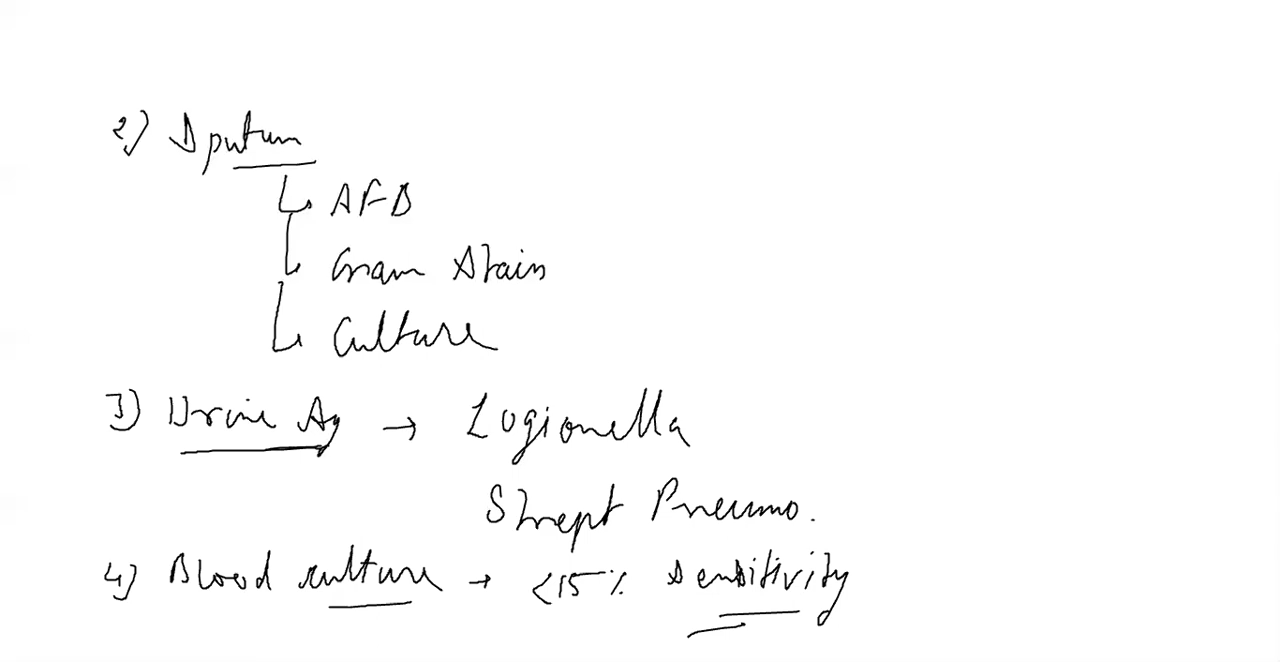 2) Sputum
AFB
Gram Stain
Culture
3) Urine Ag → Legionella
Strept Pneumo.
4) Blood culture → <15% Sensitivity